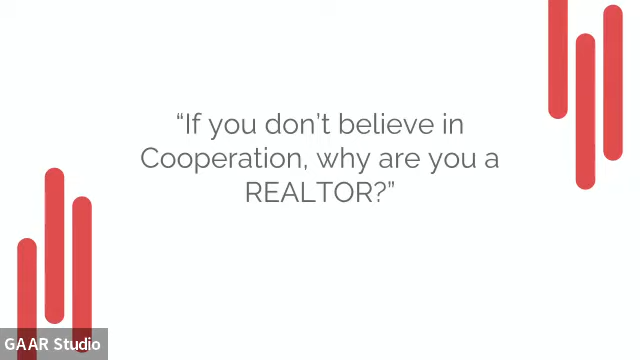 “If you don’t believe in
Cooperation, why are you a
REALTOR?”
GAAR Studio